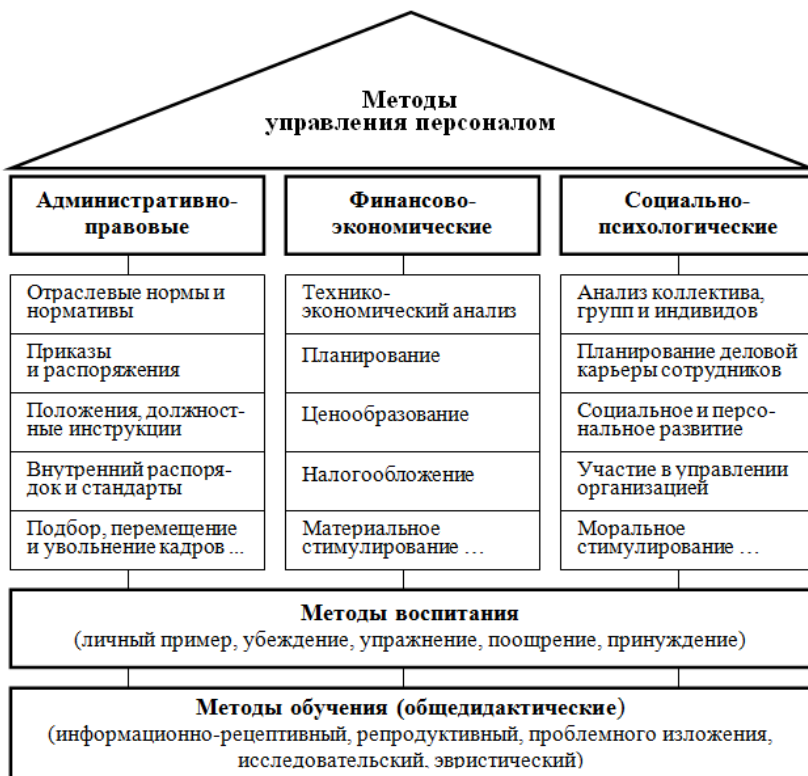 Методы
управления персоналом
Административно-
правовые
Отраслевые нормы и
нормативы
Приказы
и распоряжения
Положения, должност-
ные инструкции
Внутренний распоря-
док и стандарты
Подбор, перемещение
и увольнение кадров ...
Финансово-
экономические
Технико-
экономический анализ
Планирование
Ценообразование
Налогообложение
Материальное
стимулирование …
Социально-
психологические
Анализ коллектива,
групп и индивидов
Планирование деловой
карьеры сотрудников
Социальное и персо-
нальное развитие
Участие в управлении
организацией
Моральное
стимулирование …
Методы воспитания
(личный пример, убеждение, упражнение, поощрение, принуждение)
Методы обучения (общедидактические)
(информационно-рецептивный, репродуктивный, проблемного изложения,
исследовательский, эвристический)